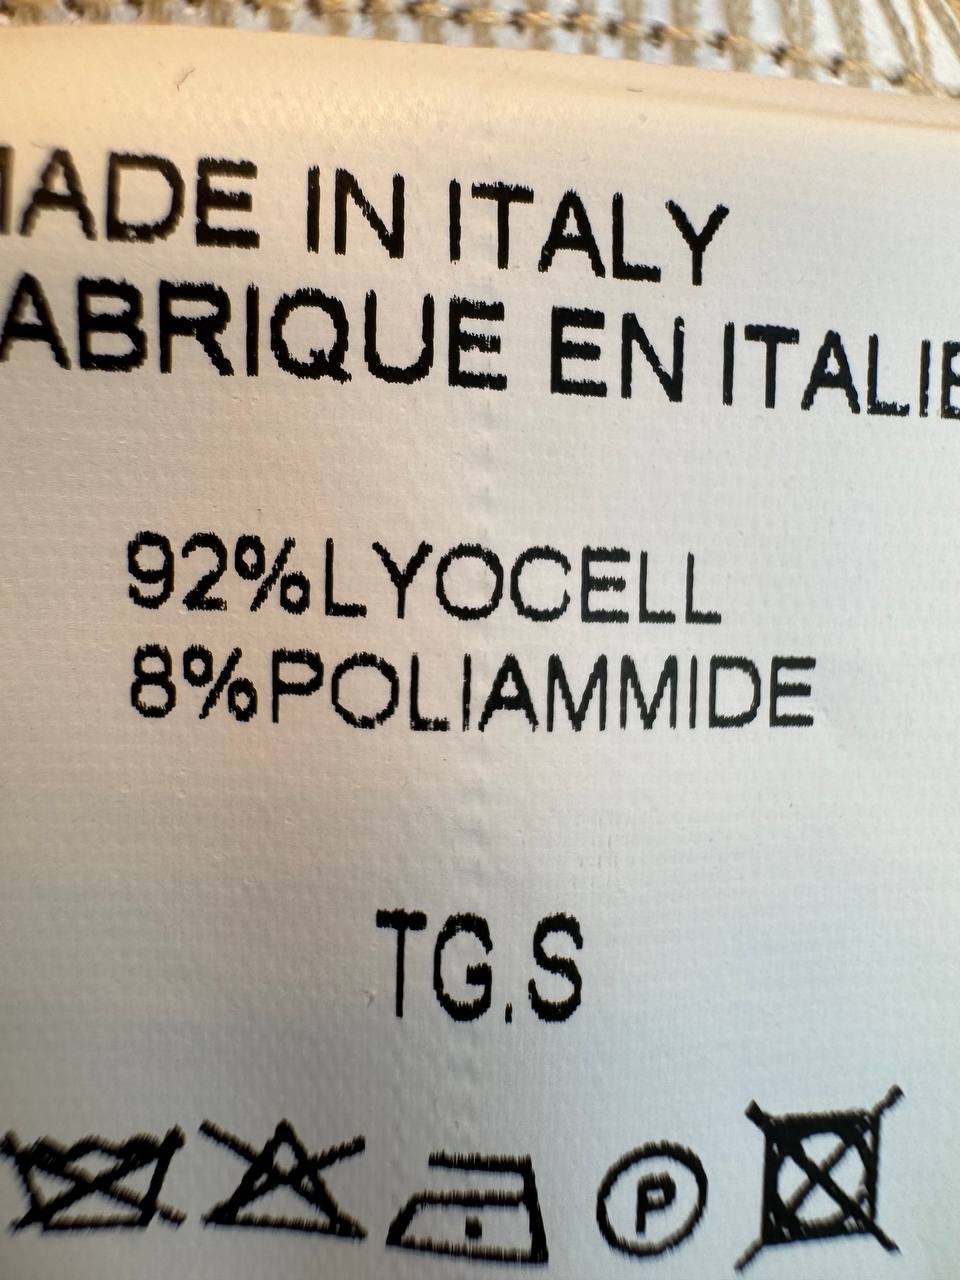 MADE IN ITALY
FABRIQUE EN ITALIE
92%LYOCELL
8%POLIAMMIDE
TG.S
P